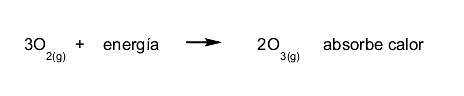 3O2(g) + energía → 2O3(g) absorbe calor